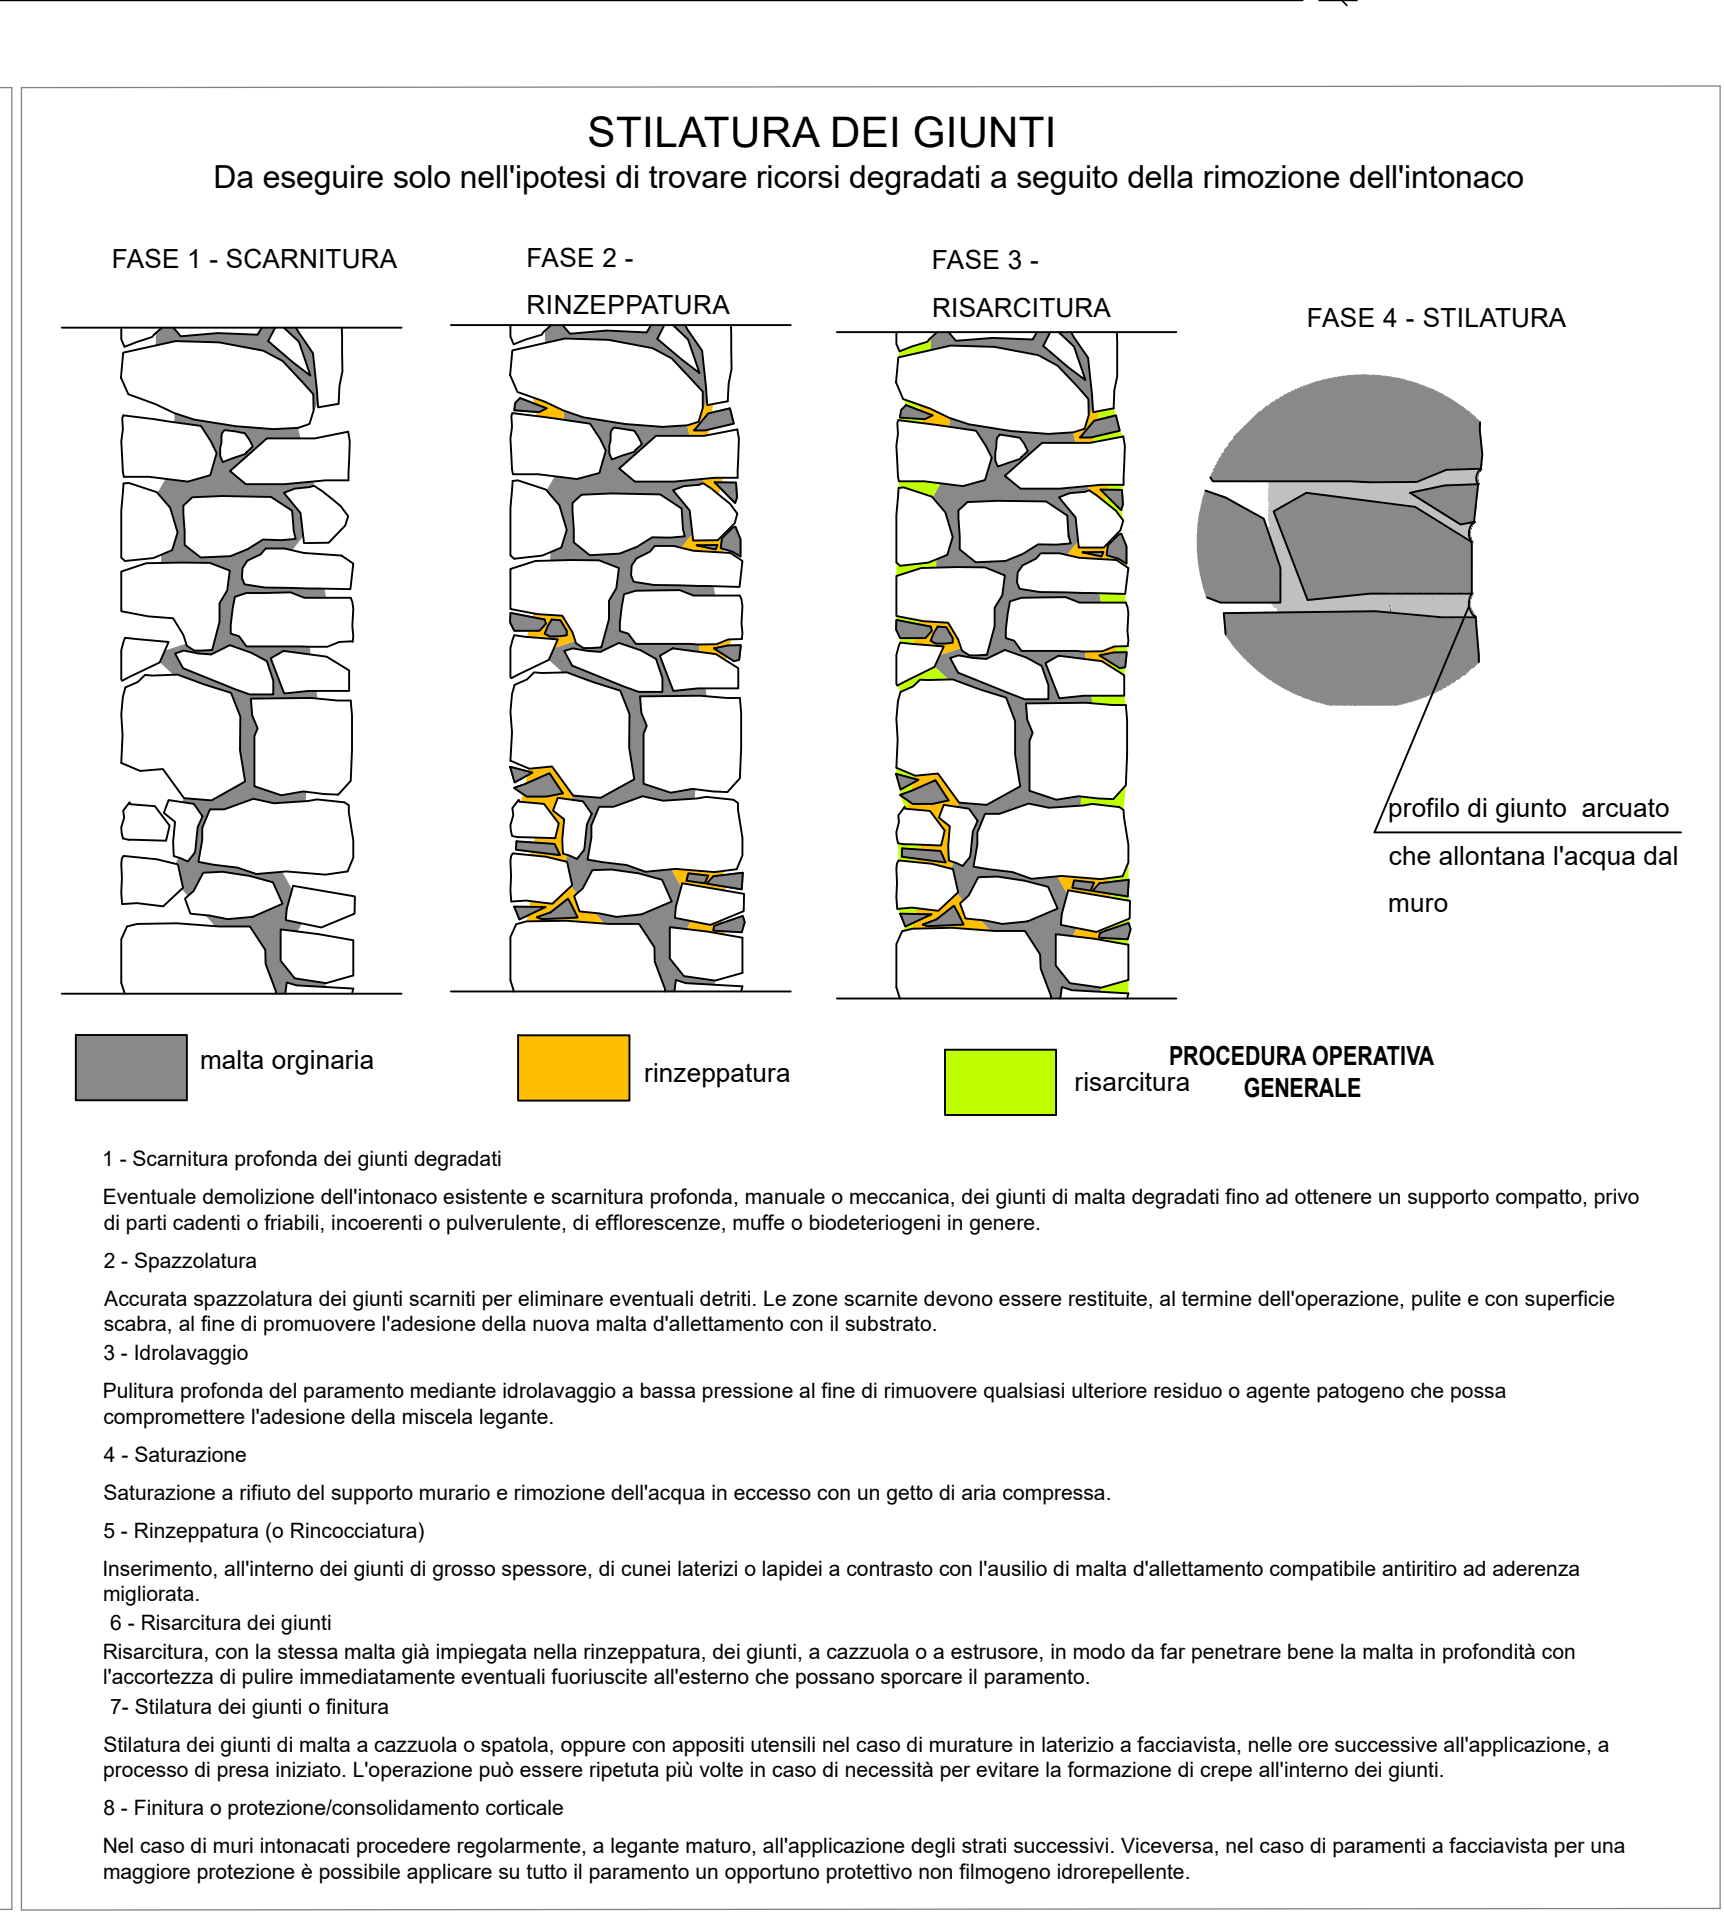 STILATURA DEI GIUNTI
Da eseguire solo nell'ipotesi di trovare ricorsi degradati a seguito della rimozione dell'intonaco
FASE 1 - SCARNITURA
FASE 2 -
RINZEPPATURA
FASE 3 -
RISARCITURA
FASE 4 - STILATURA
profilo di giunto arcuato
che allontana l'acqua dal
muro
malta orginaria
rinzeppatura
risarcitura
PROCEDURA OPERATIVA
GENERALE
1 - Scarnitura profonda dei giunti degradati
Eventuale demolizione dell'intonaco esistente e scarnitura profonda, manuale o meccanica, dei giunti di malta degradati fino ad ottenere un supporto compatto, privo
di parti cadenti o friabili, incoerenti o pulverulente, di efflorescenze, muffe o biodeteriogeni in genere.
2 - Spazzolatura
Accurata spazzolatura dei giunti scarniti per eliminare eventuali detriti. Le zone scarnite devono essere restituite, al termine dell'operazione, pulite e con superficie
scabra, al fine di promuovere l'adesione della nuova malta d'allettamento con il substrato.
3 - Idrolavaggio
Pulitura profonda del paramento mediante idrolavaggio a bassa pressione al fine di rimuovere qualsiasi ulteriore residuo o agente patogeno che possa
compromettere l'adesione della miscela legante.
4 - Saturazione
Saturazione a rifiuto del supporto murario e rimozione dell'acqua in eccesso con un getto di aria compressa.
5 - Rinzeppatura (o Rincocciatura)
Inserimento, all'interno dei giunti di grosso spessore, di cunei laterizi o lapidei a contrasto con l'ausilio di malta d'allettamento compatibile antiritiro ad aderenza
migliorata.
6 - Risarcitura dei giunti
Risarcitura, con la stessa malta già impiegata nella rinzeppatura, dei giunti, a cazzuola o a estrusore, in modo da far penetrare bene la malta in profondità con
l'accortezza di pulire immediatamente eventuali fuoriuscite all'esterno che possano sporcare il paramento.
7- Stilatura dei giunti o finitura
Stilatura dei giunti di malta a cazzuola o spatola, oppure con appositi utensili nel caso di murature in laterizio a facciavista, nelle ore successive all'applicazione, a
processo di presa iniziato. L'operazione può essere ripetuta più volte in caso di necessità per evitare la formazione di crepe all'interno dei giunti.
8 - Finitura o protezione/consolidamento corticale
Nel caso di muri intonacati procedere regolarmente, a legante maturo, all'applicazione degli strati successivi. Viceversa, nel caso di paramenti a facciavista per una
maggiore protezione è possibile applicare su tutto il paramento un opportuno protettivo non filmogeno idrorepellente.